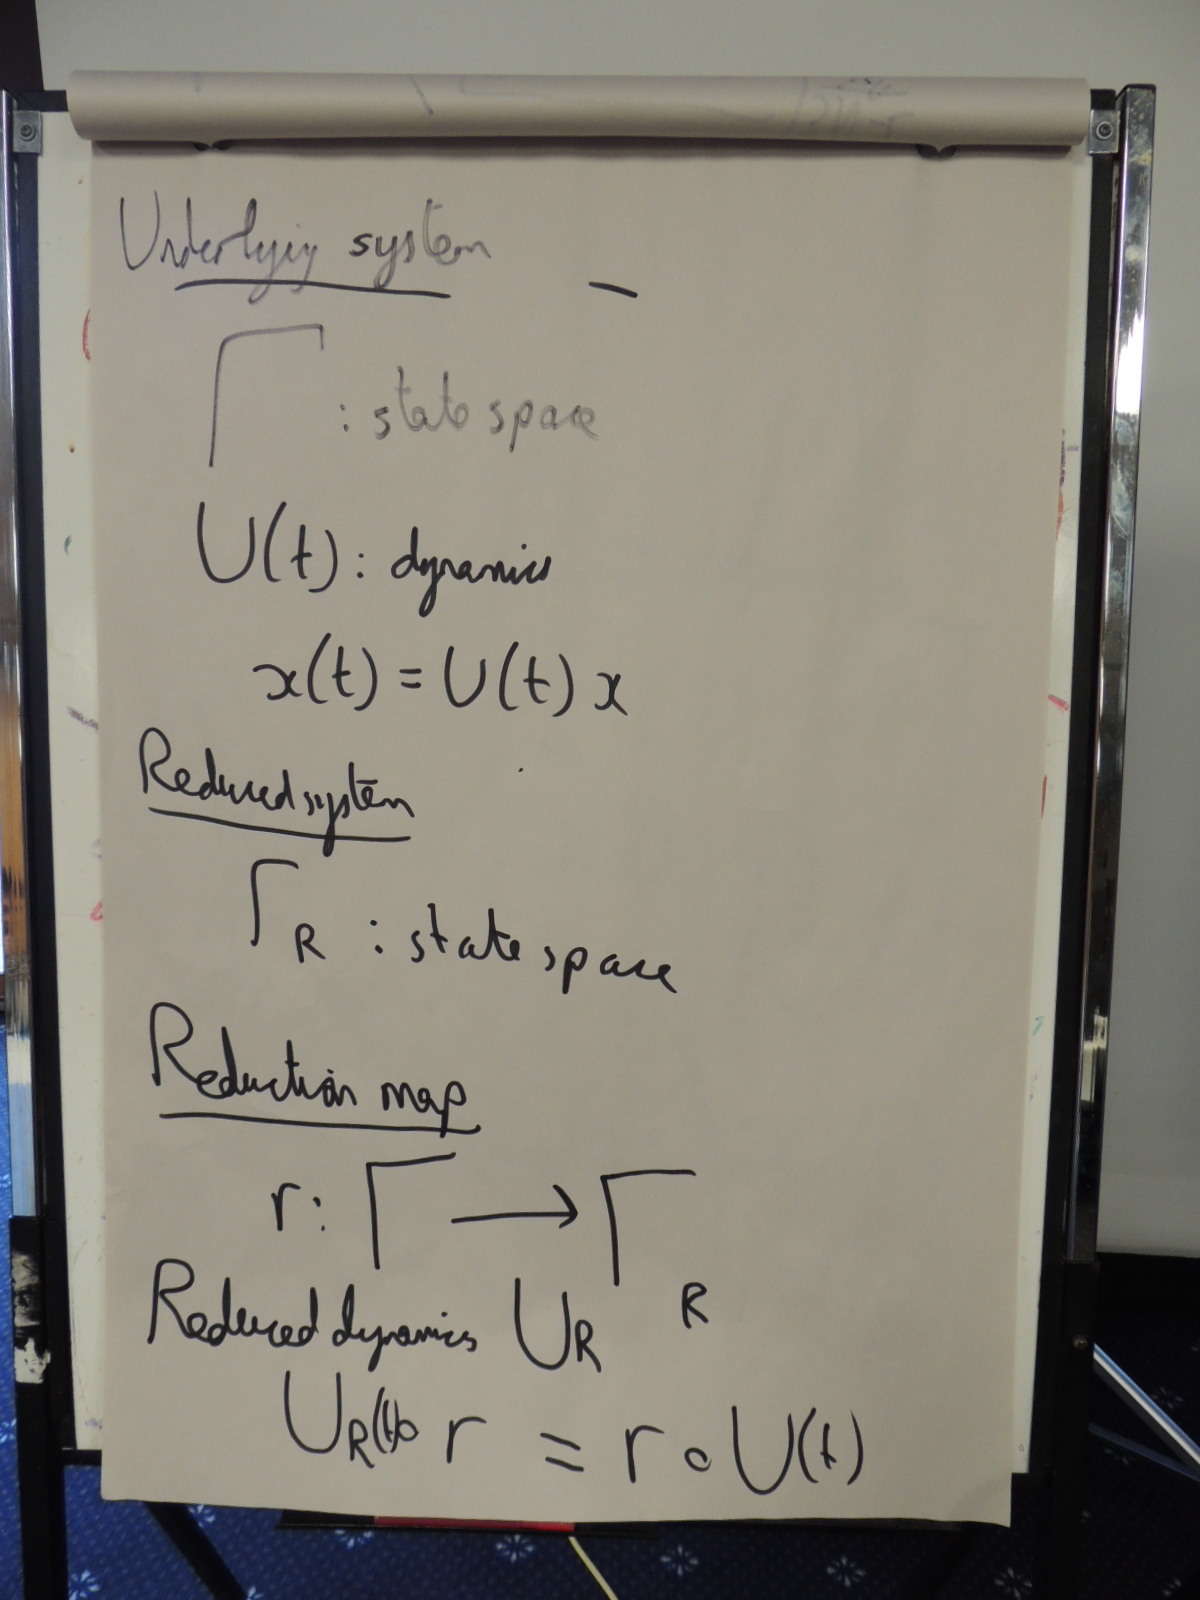 Underlying system
Γ : state space
U(t) : dynamics
x(t) = U(t) x
Reduced system
Γ_R : state space
Reduction map
r : Γ → Γ_R
Reduced dynamics U_R
U_R(t) ∘ r = r ∘ U(t)